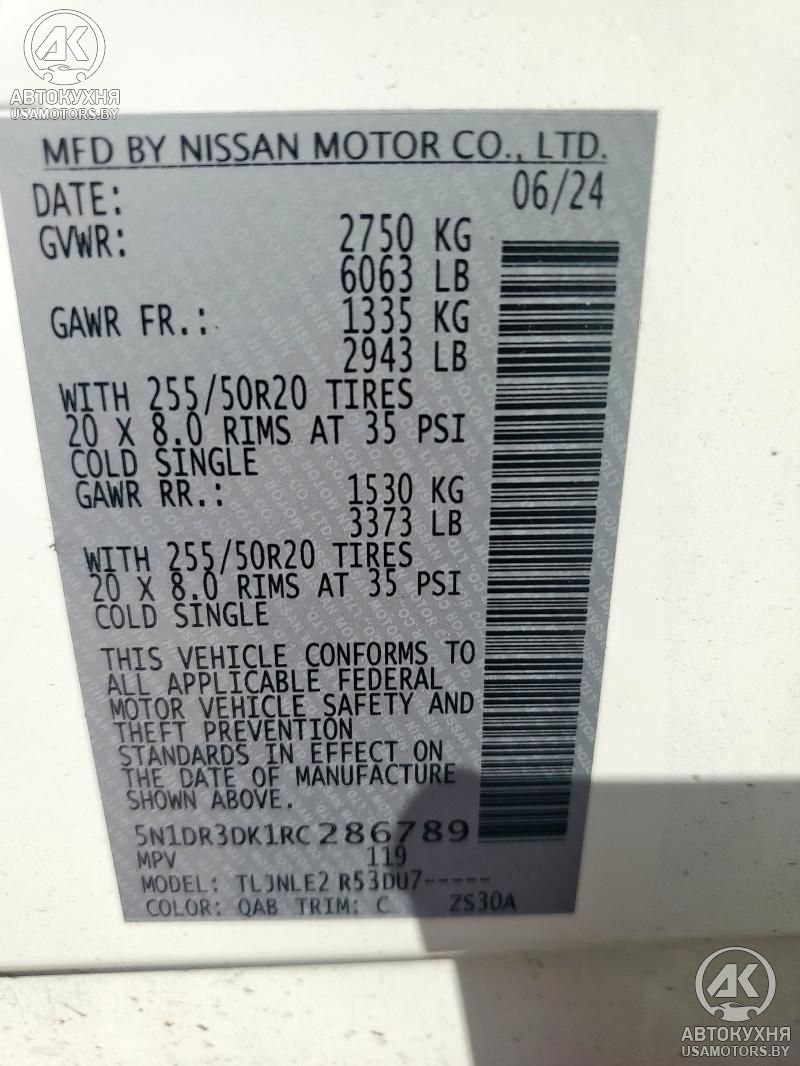 AK
АВТОКУХНЯ
USAMOTORS.BY
MFD BY NISSAN MOTOR CO., LTD.
DATE: 06/24
GVWR: 2750 KG
6063 LB
GAWR FR.: 1335 KG
2943 LB
WITH 255/50R20 TIRES
20 X 8.0 RIMS AT 35 PSI
COLD SINGLE
GAWR RR.: 1530 KG
3373 LB
WITH 255/50R20 TIRES
20 X 8.0 RIMS AT 35 PSI
COLD SINGLE
THIS VEHICLE CONFORMS TO
ALL APPLICABLE FEDERAL
MOTOR VEHICLE SAFETY AND
THEFT PREVENTION
STANDARDS IN EFFECT ON
THE DATE OF MANUFACTURE
SHOWN ABOVE.
5N1DR3DK1RC286789
MPV 119
MODEL: TLJNLE2 R53DU7-----
COLOR: QAB TRIM: C ZS30A
AK
АВТОКУХНЯ
USAMOTORS.BY